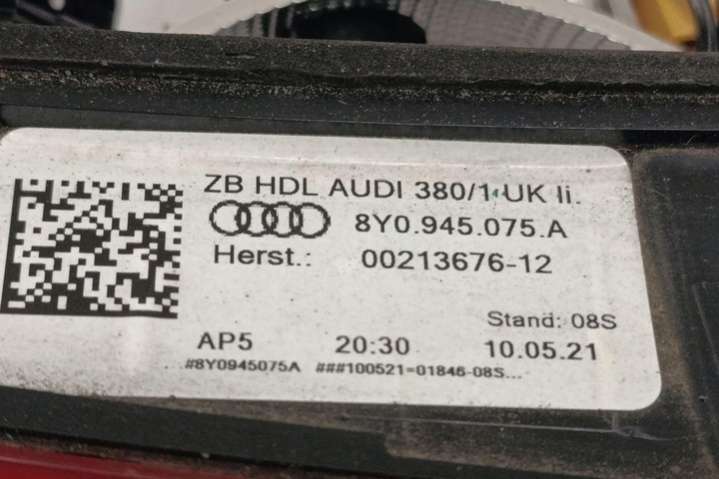 ZB HDL AUDI 380/1 UK li.
8Y0.945.075.A
Herst.: 00213676-12
Stand: 08S
AP5 20:30 10.05.21
...#8Y0945075A ###100521=01846-08S...